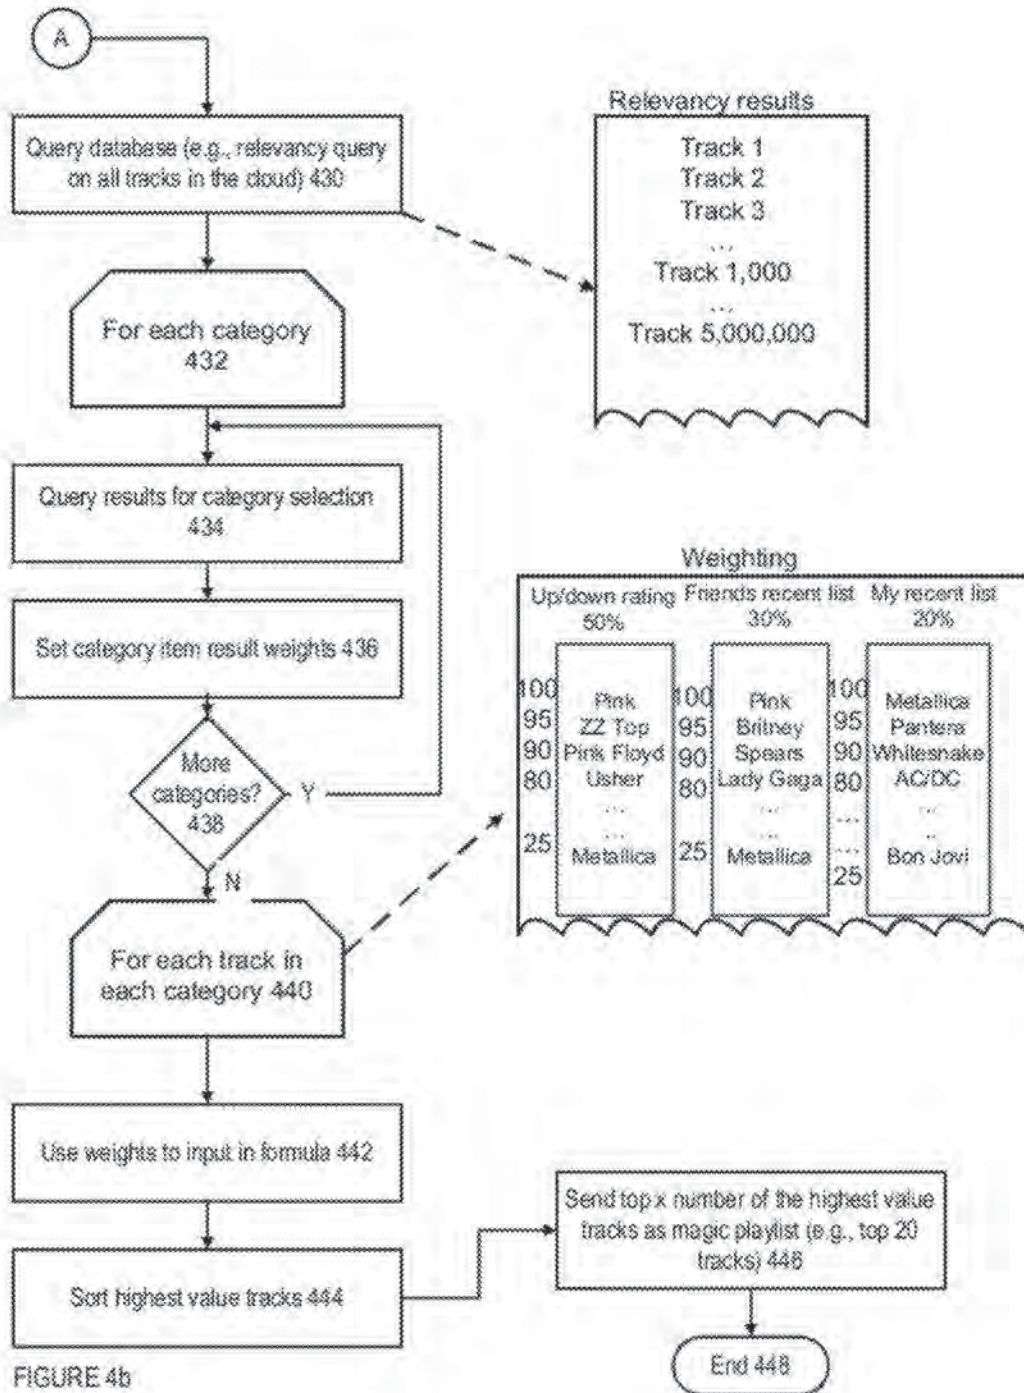 A
Query database (e.g., relevancy query
on all tracks in the cloud) 430
Relevancy results
Track 1
Track 2
Track 3
...
Track 1,000
...
Track 5,000,000
For each category
432
Query results for category selection
434
Set category item result weights 436
More
categories?
438
Y
N
Weighting
Up/down rating
50%
Friends recent list
30%
My recent list
20%
100
95
90
80
25
Pink
ZZ Top
Pink Floyd
Usher
...
...
Metallica
100
95
90
80
25
Pink
Britney
Spears
Lady Gaga
...
...
Metallica
100
95
90
80
...
...
25
Metallica
Pantera
Whitesnake
AC/DC
...
..
Bon Jovi
For each track in
each category 440
Use weights to input in formula 442
Sort highest value tracks 444
Send top x number of the highest value
tracks as magic playlist (e.g., top 20
tracks) 446
End 448
FIGURE 4b